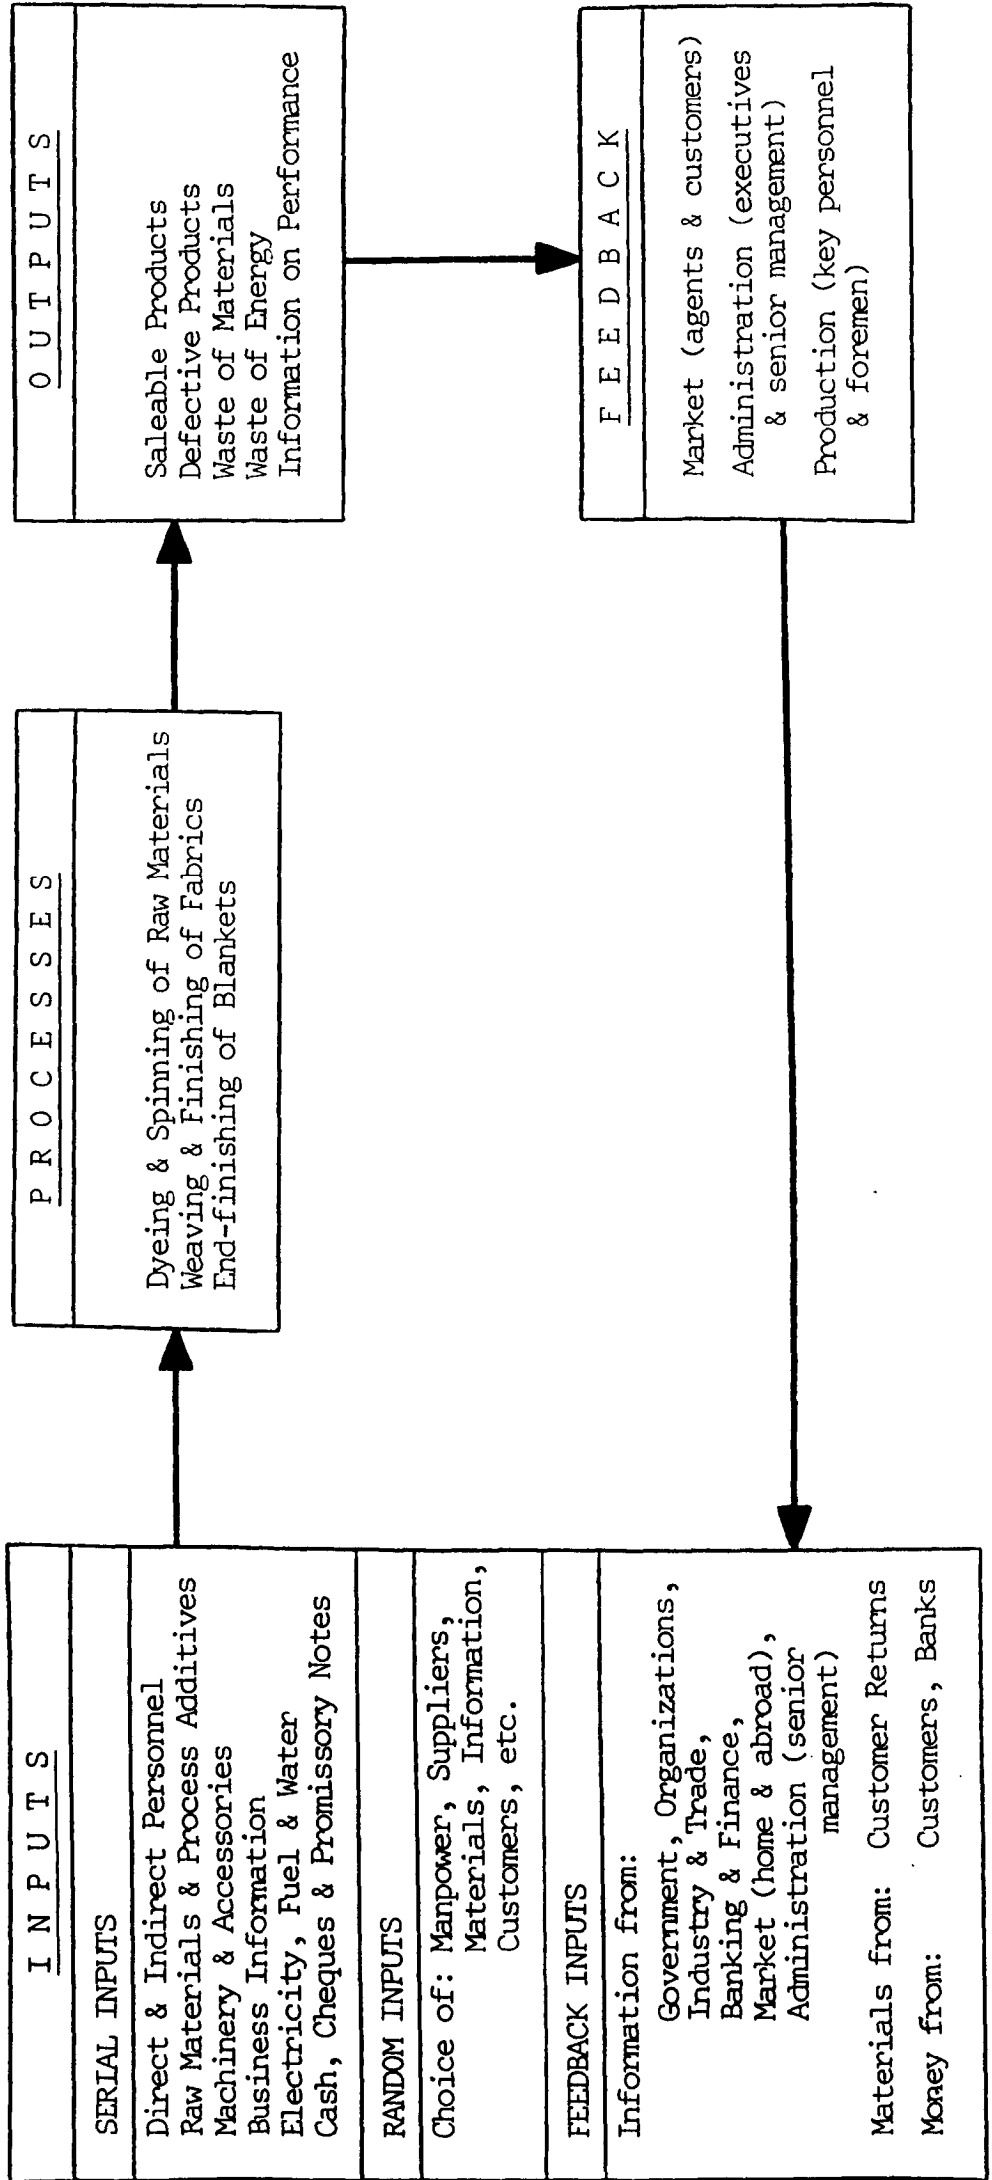 I N P U T S
SERIAL INPUTS
Direct & Indirect Personnel
Raw Materials & Process Additives
Machinery & Accessories
Business Information
Electricity, Fuel & Water
Cash, Cheques & Promissory Notes
RANDOM INPUTS
Choice of: Manpower, Suppliers,
Materials, Information,
Customers, etc.
FEEDBACK INPUTS
Information from:
Government, Organizations,
Industry & Trade,
Banking & Finance,
Market (home & abroad),
Administration (senior
management)
Materials from: Customer Returns
Money from: Customers, Banks
P R O C E S S E S
Dyeing & Spinning of Raw Materials
Weaving & Finishing of Fabrics
End-finishing of Blankets
O U T P U T S
Saleable Products
Defective Products
Waste of Materials
Waste of Energy
Information on Performance
F E E D B A C K
Market (agents & customers)
Administration (executives
& senior management)
Production (key personnel
& foremen)